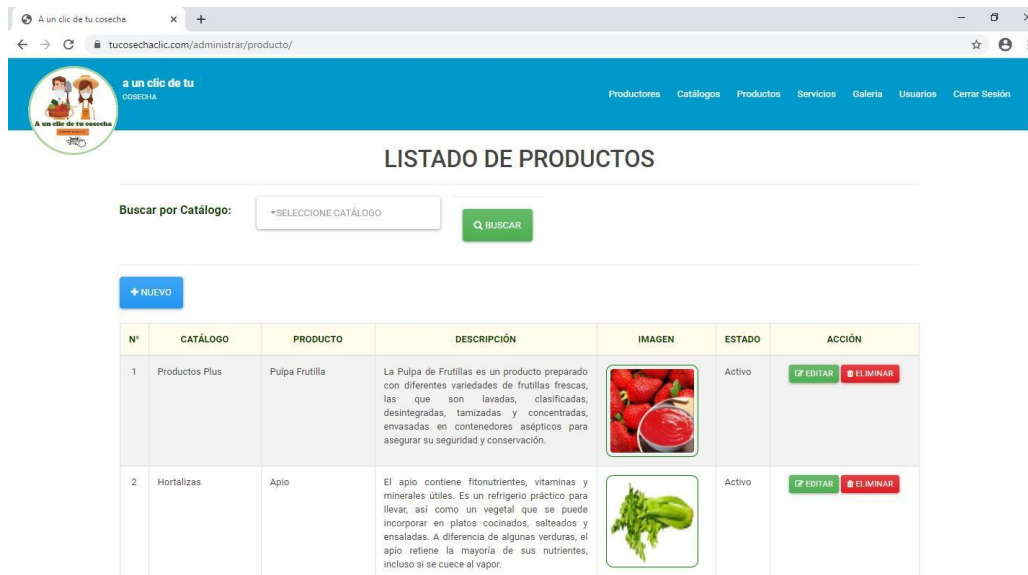 A un clic de tu cosecha
tucosechaclic.com/administrar/producto/
A un clic de tu cosecha
a un clic de tu
COSECHA
Productores Catálogos Productos Servicios Galeria Usuarios Cerrar Sesión
LISTADO DE PRODUCTOS
Buscar por Catálogo:
SELECCIONE CATÁLOGO
BUSCAR
+ NUEVO
N° CATÁLOGO PRODUCTO DESCRIPCIÓN IMAGEN ESTADO ACCIÓN
1 Productos Plus Pulpa Frutilla La Pulpa de Frutillas es un producto preparado Activo EDITAR ELIMINAR
con diferentes variedades de frutillas frescas,
las que son lavadas, clasificadas,
desintegradas, tamizadas y concentradas,
envasadas en contenedores asépticos para
asegurar su seguridad y conservación.
2 Hortalizas Apio El apio contiene fitonutrientes, vitaminas y Activo EDITAR ELIMINAR
minerales útiles. Es un refrigerio práctico para
llevar, así como un vegetal que se puede
incorporar en platos cocinados, salteados y
ensaladas. A diferencia de algunas verduras, el
apio retiene la mayoría de sus nutrientes,
incluso si se cuece al vapor.